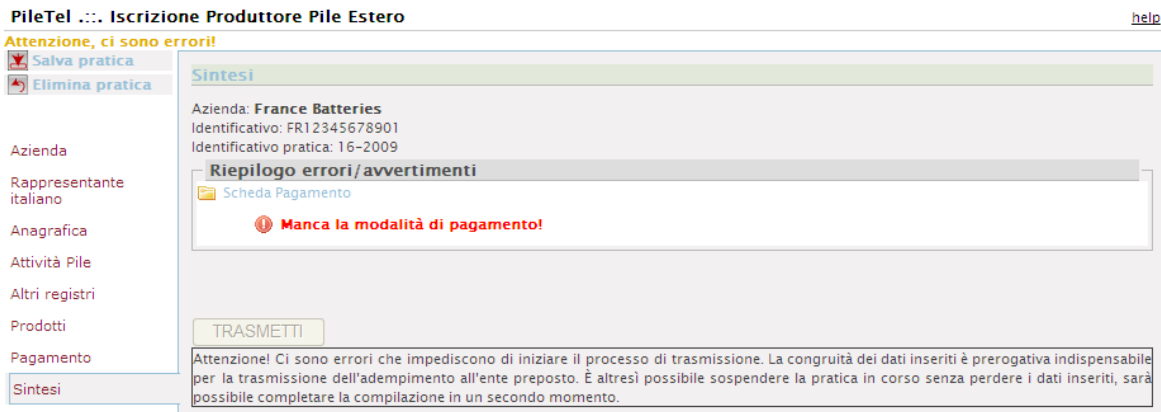 PileTel .::. Iscrizione Produttore Pile Estero
help
Attenzione, ci sono errori!
Salva pratica
Elimina pratica
Azienda
Rappresentante
italiano
Anagrafica
Attività Pile
Altri registri
Prodotti
Pagamento
Sintesi
Sintesi
Azienda: France Batteries
Identificativo: FR12345678901
Identificativo pratica: 16-2009
Riepilogo errori/avvertimenti
Scheda Pagamento
Manca la modalità di pagamento!
TRASMETTI
Attenzione! Ci sono errori che impediscono di iniziare il processo di trasmissione. La congruità dei dati inseriti è prerogativa indispensabile
per la trasmissione dell'adempimento all'ente preposto. È altresì possibile sospendere la pratica in corso senza perdere i dati inseriti, sarà
possibile completare la compilazione in un secondo momento.